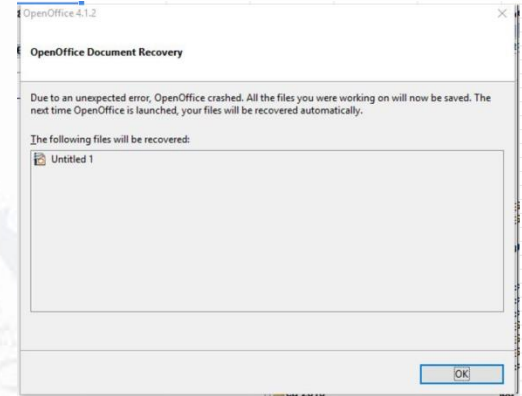 OpenOffice 4.1.2
OpenOffice Document Recovery
Due to an unexpected error, OpenOffice crashed. All the files you were working on will now be saved. The
next time OpenOffice is launched, your files will be recovered automatically.
The following files will be recovered:
Untitled 1
OK